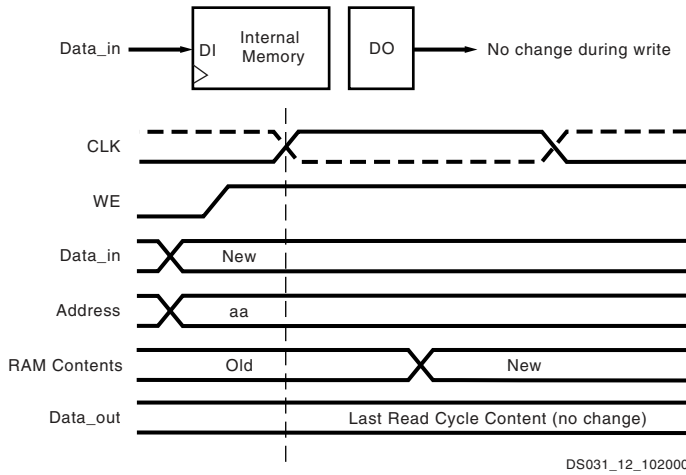 Data_in
DI
Internal
Memory
DO
No change during write
CLK
WE
Data_in
New
Address
aa
RAM Contents
Old
New
Data_out
Last Read Cycle Content (no change)
DS031_12_102000